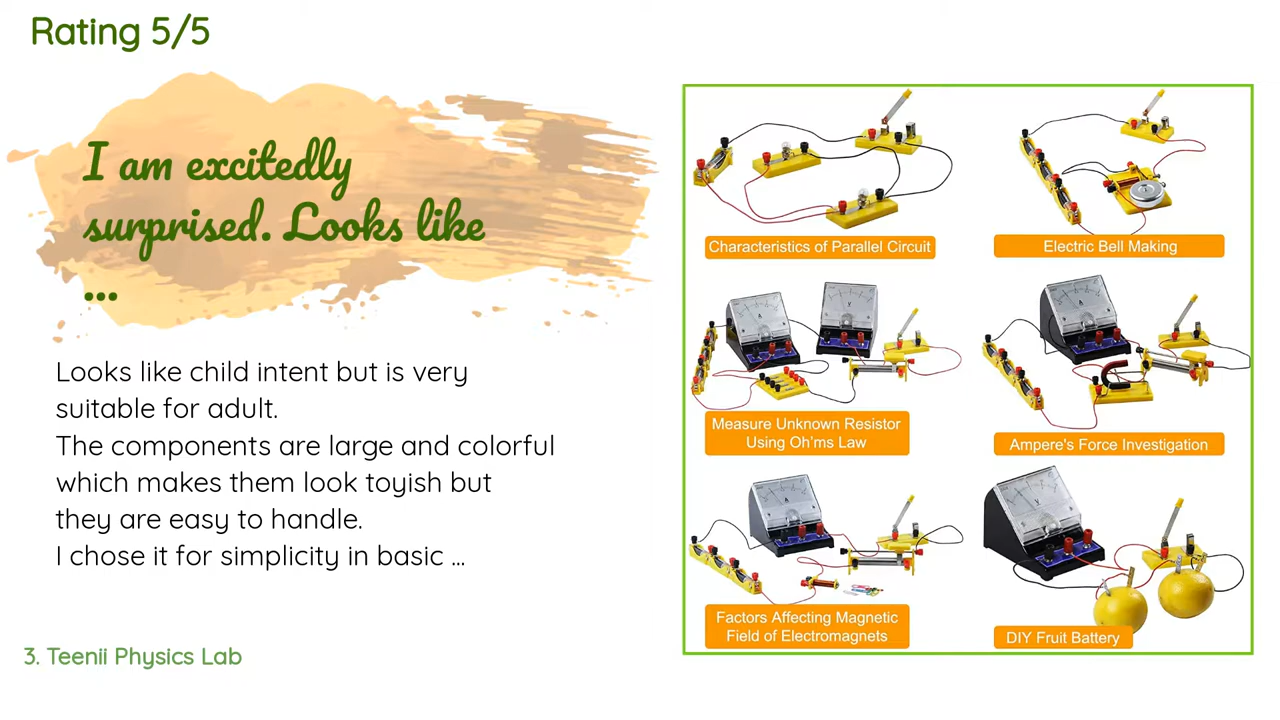 Rating 5/5
I am excitedly
surprised. Looks like
...
Looks like child intent but is very
suitable for adult.
The components are large and colorful
which makes them look toyish but
they are easy to handle.
I chose it for simplicity in basic ...
3. Teenii Physics Lab
Characteristics of Parallel Circuit
Electric Bell Making
Measure Unknown Resistor
Using Oh'ms Law
Ampere's Force Investigation
Factors Affecting Magnetic
Field of Electromagnets
DIY Fruit Battery